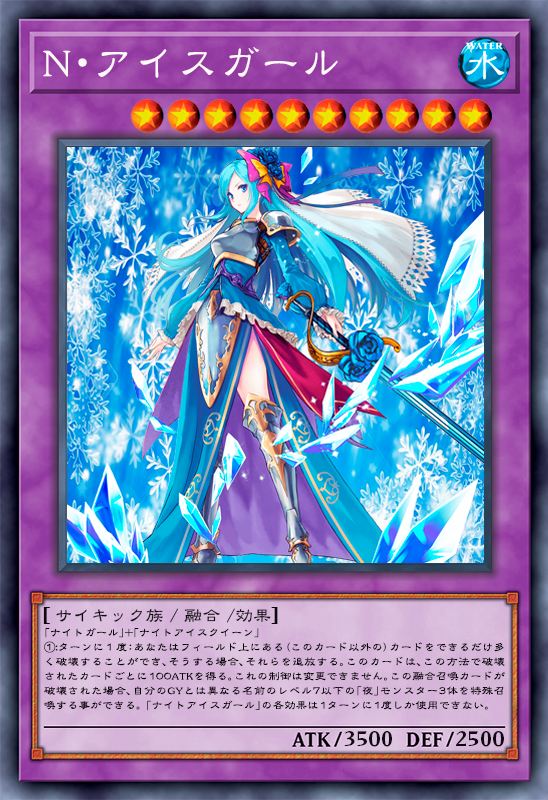 N・アイスガール
WATER
水
[サイキック族/融合/効果]
「ナイトガール」+「ナイトアイスクイーン」
①:ターンに1度:あなたはフィールド上にある(このカード以外の)カードをできるだけ多
く破壊することができ、そうする場合、それらを追放する。このカードは、この方法で破壊
されたカードごとに100ATKを得る。これの制御は変更できません。この融合召喚カードが
破壊された場合、自分のGYとは異なる名前のレベル7以下の「夜」モンスター3体を特殊召
喚する事ができる。「ナイトアイスガール」の各効果は1ターンに1度しか使用できない。
ATK/3500 DEF/2500